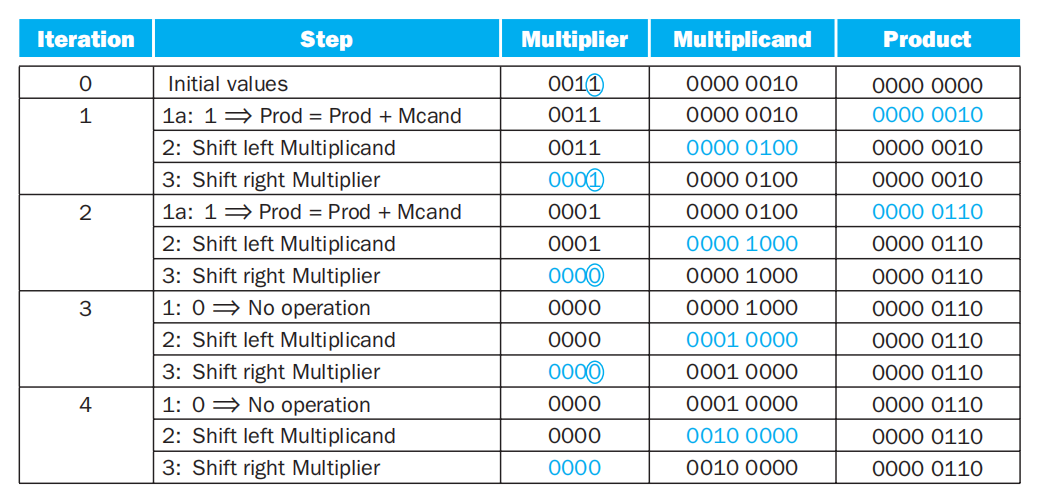 Iteration Step Multiplier Multiplicand Product
0 Initial values 0011 0000 0010 0000 0000
1 1a: 1 ⟹ Prod = Prod + Mcand 0011 0000 0010 0000 0010
2: Shift left Multiplicand 0011 0000 0100 0000 0010
3: Shift right Multiplier 0001 0000 0100 0000 0010
2 1a: 1 ⟹ Prod = Prod + Mcand 0001 0000 0100 0000 0110
2: Shift left Multiplicand 0001 0000 1000 0000 0110
3: Shift right Multiplier 0000 0000 1000 0000 0110
3 1: 0 ⟹ No operation 0000 0000 1000 0000 0110
2: Shift left Multiplicand 0000 0001 0000 0000 0110
3: Shift right Multiplier 0000 0001 0000 0000 0110
4 1: 0 ⟹ No operation 0000 0001 0000 0000 0110
2: Shift left Multiplicand 0000 0010 0000 0000 0110
3: Shift right Multiplier 0000 0010 0000 0000 0110